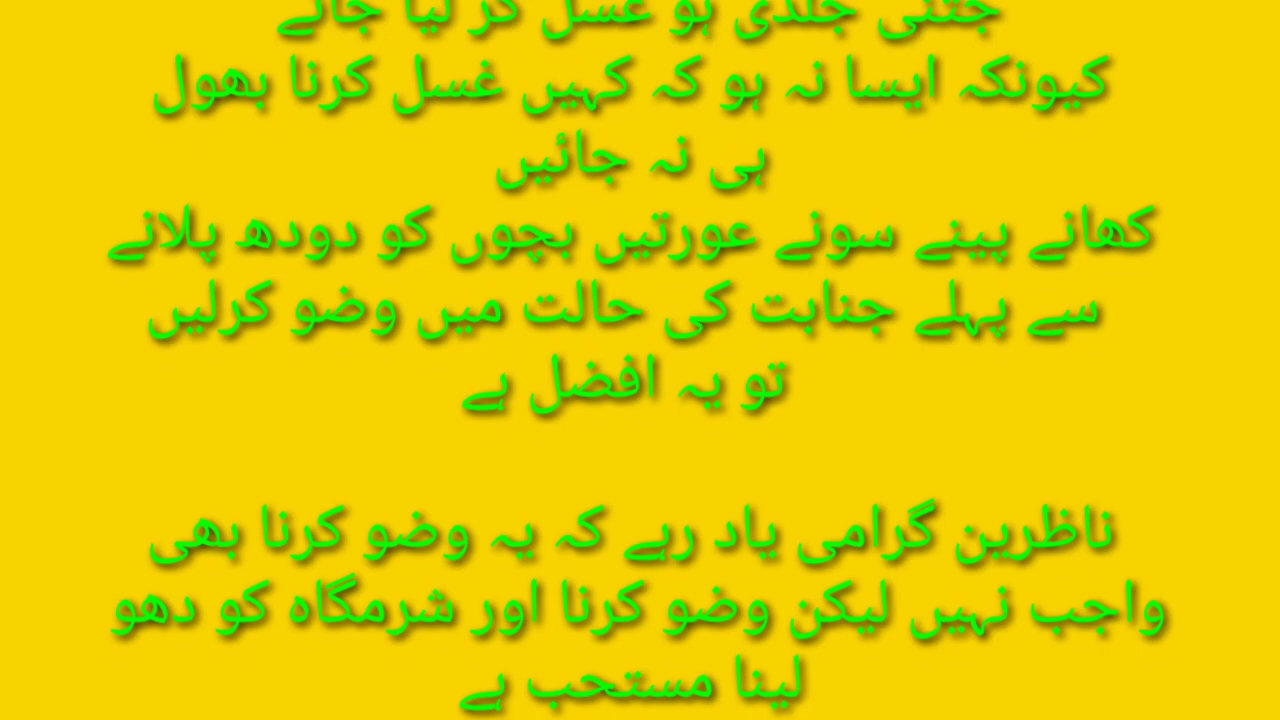 جتنی جلدی ہو غسل کر لیا جائے
کیونکہ ایسا نہ ہو کہ کہیں غسل کرنا بھول
ہی نہ جائیں
کھانے پینے سونے عورتیں بچوں کو دودھ پلانے
سے پہلے جنابت کی حالت میں وضو کرلیں
تو یہ افضل ہے
ناظرین گرامی یاد رہے کہ یہ وضو کرنا بھی
واجب نہیں لیکن وضو کرنا اور شرمگاہ کو دھو
لینا مستحب ہے